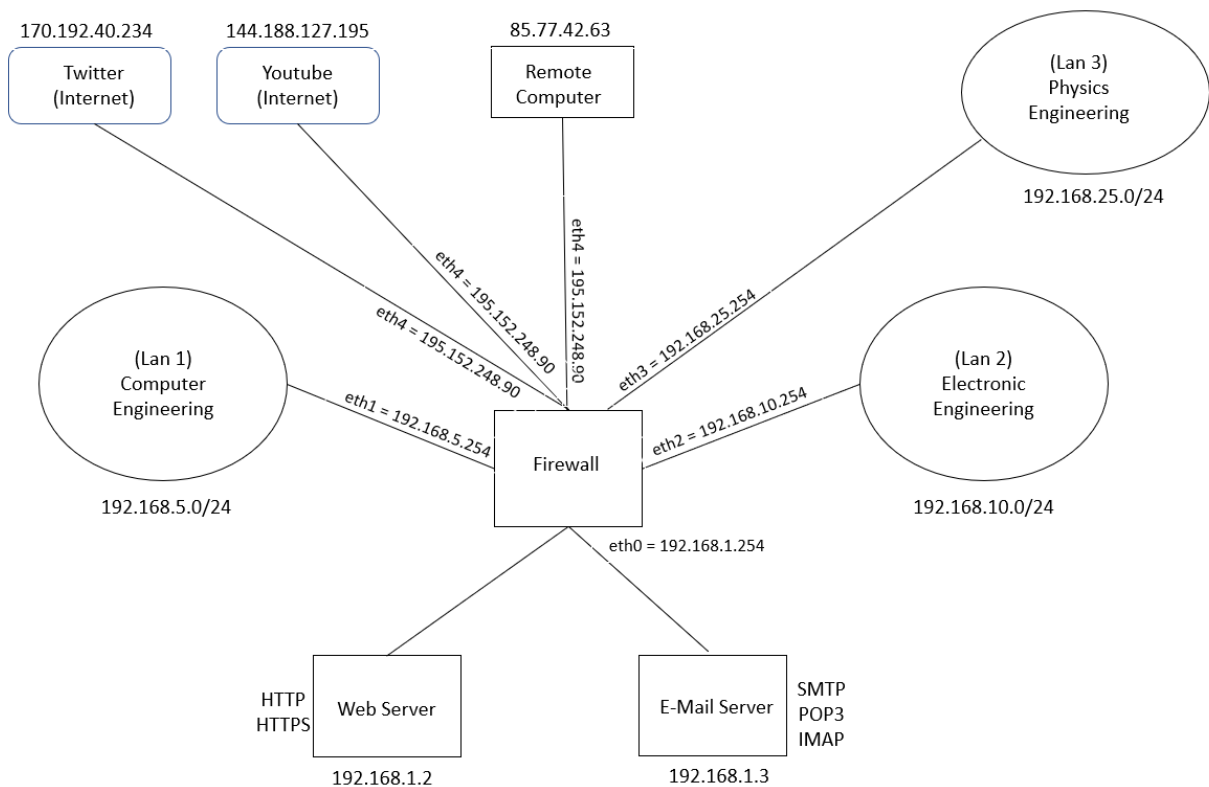 170.192.40.234
Twitter
(Internet)
144.188.127.195
Youtube
(Internet)
85.77.42.63
Remote
Computer
(Lan 3)
Physics
Engineering
192.168.25.0/24
eth4 = 195.152.248.90
eth4 = 195.152.248.90
eth4 = 195.152.248.90
eth3 = 192.168.25.254
(Lan 1)
Computer
Engineering
192.168.5.0/24
eth1 = 192.168.5.254
Firewall
eth2 = 192.168.10.254
(Lan 2)
Electronic
Engineering
192.168.10.0/24
eth0 = 192.168.1.254
HTTP
HTTPS
Web Server
192.168.1.2
E-Mail Server
SMTP
POP3
IMAP
192.168.1.3